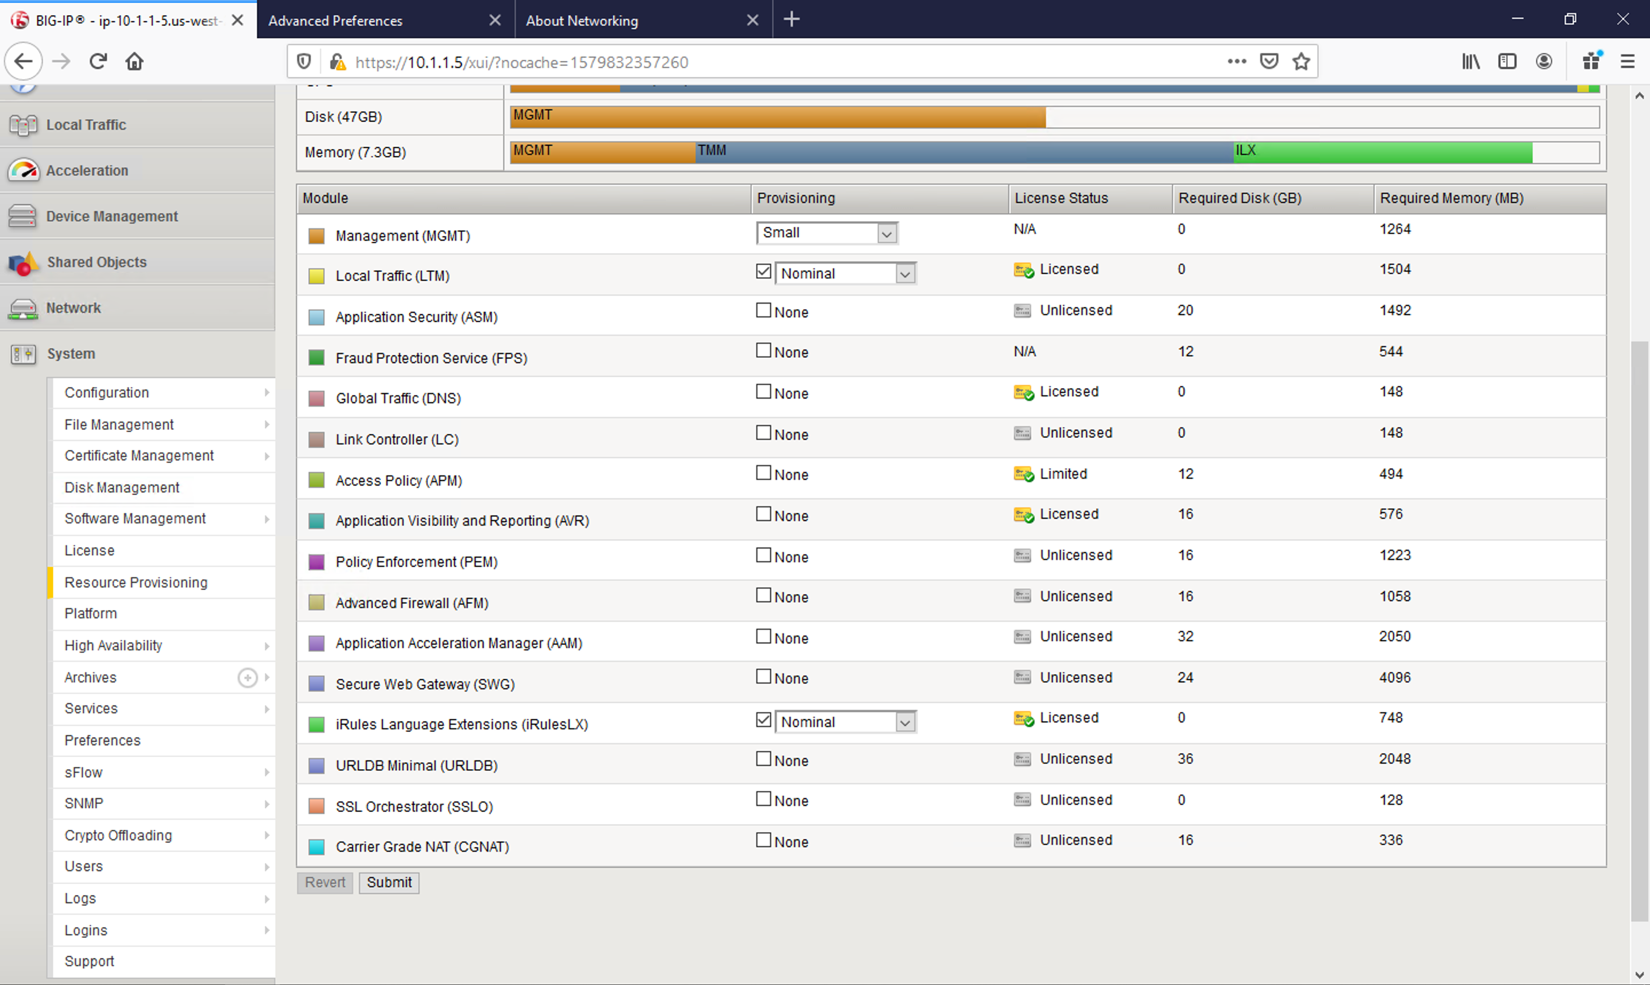 BIG-IP® - ip-10-1-1-5.us-west-
Advanced Preferences
About Networking
https://10.1.1.5/xui/?nocache=1579832357260
Local Traffic
Acceleration
Device Management
Shared Objects
Network
System
Configuration
File Management
Certificate Management
Disk Management
Software Management
License
Resource Provisioning
Platform
High Availability
Archives
Services
Preferences
sFlow
SNMP
Crypto Offloading
Users
Logs
Logins
Support
Disk (47GB) MGMT
Memory (7.3GB) MGMT TMM ILX
Module Provisioning License Status Required Disk (GB) Required Memory (MB)
Management (MGMT) Small N/A 0 1264
Local Traffic (LTM) Nominal Licensed 0 1504
Application Security (ASM) None Unlicensed 20 1492
Fraud Protection Service (FPS) None N/A 12 544
Global Traffic (DNS) None Licensed 0 148
Link Controller (LC) None Unlicensed 0 148
Access Policy (APM) None Limited 12 494
Application Visibility and Reporting (AVR) None Licensed 16 576
Policy Enforcement (PEM) None Unlicensed 16 1223
Advanced Firewall (AFM) None Unlicensed 16 1058
Application Acceleration Manager (AAM) None Unlicensed 32 2050
Secure Web Gateway (SWG) None Unlicensed 24 4096
iRules Language Extensions (iRulesLX) Nominal Licensed 0 748
URLDB Minimal (URLDB) None Unlicensed 36 2048
SSL Orchestrator (SSLO) None Unlicensed 0 128
Carrier Grade NAT (CGNAT) None Unlicensed 16 336
Revert Submit